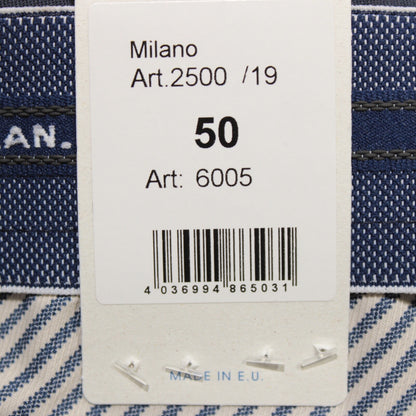 Milano
Art.2500 /19
AN.
50
Art: 6005
4 036994 865031
MADE IN E.U.